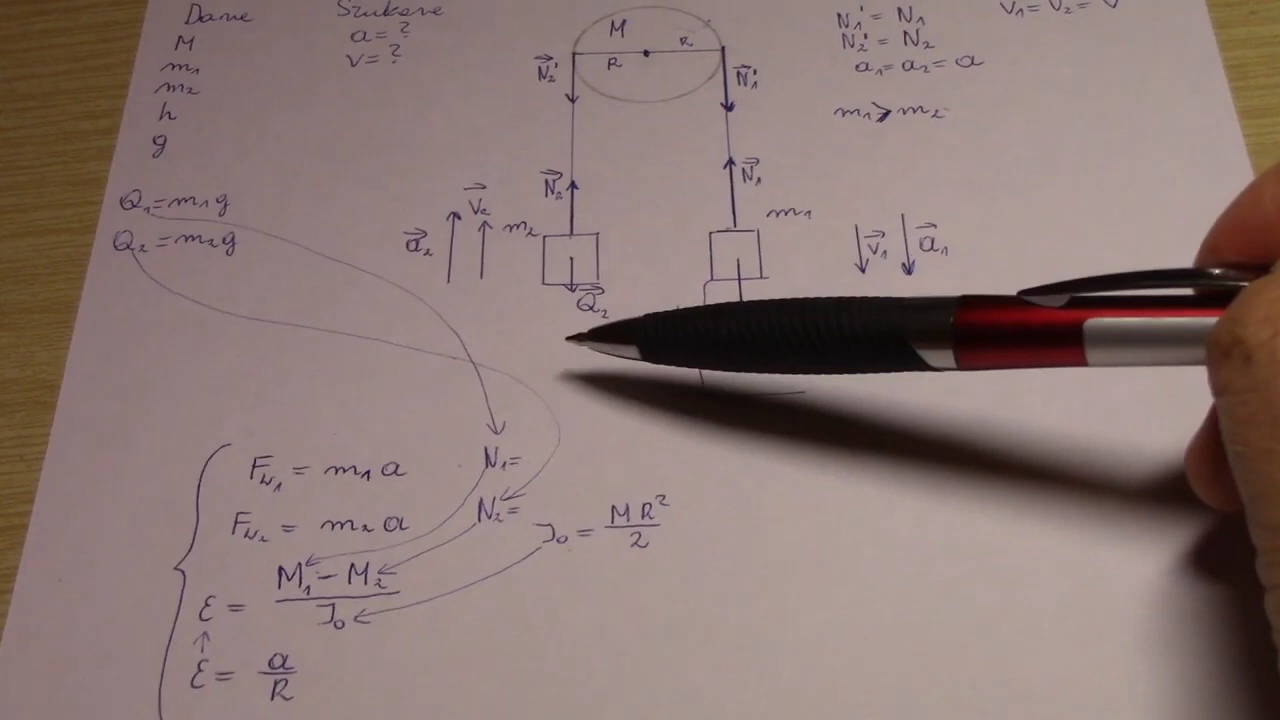 Dane
M
m₁
m₂
h
g
Szukane
a = ?
v = ?
M
R
R
N₂'
N₁'
N₂
N₁
m₂
m₁
a₂
v₂
Q₂
v₁
a₁
N₁' = N₁
N₂' = N₂
a₁ = a₂ = a
m₁ > m₂
v₁ = v₂ = v
Q₁ = m₁g
Q₂ = m₂g
F_w₁ = m₁a
F_w₂ = m₂a
ε = (M₁ - M₂) / J₀
ε = a / R
N₁ =
N₂ =
J₀ = MR² / 2